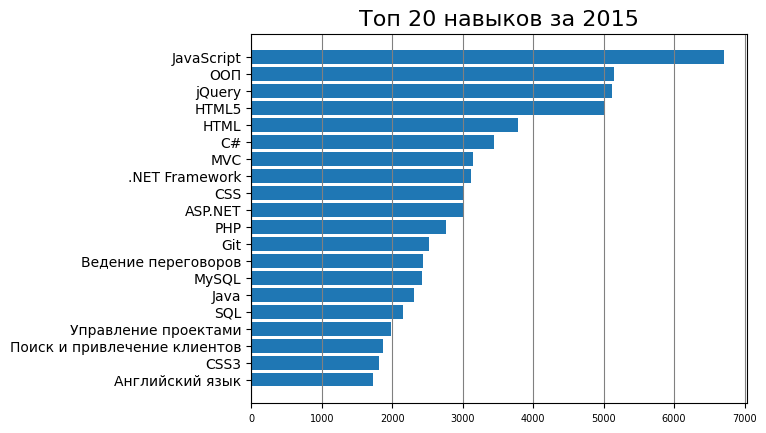 Топ 20 навыков за 2015
JavaScript
ООП
jQuery
HTML5
HTML
C#
MVC
.NET Framework
CSS
ASP.NET
PHP
Git
Ведение переговоров
MySQL
Java
SQL
Управление проектами
Поиск и привлечение клиентов
CSS3
Английский язык
0 1000 2000 3000 4000 5000 6000 7000